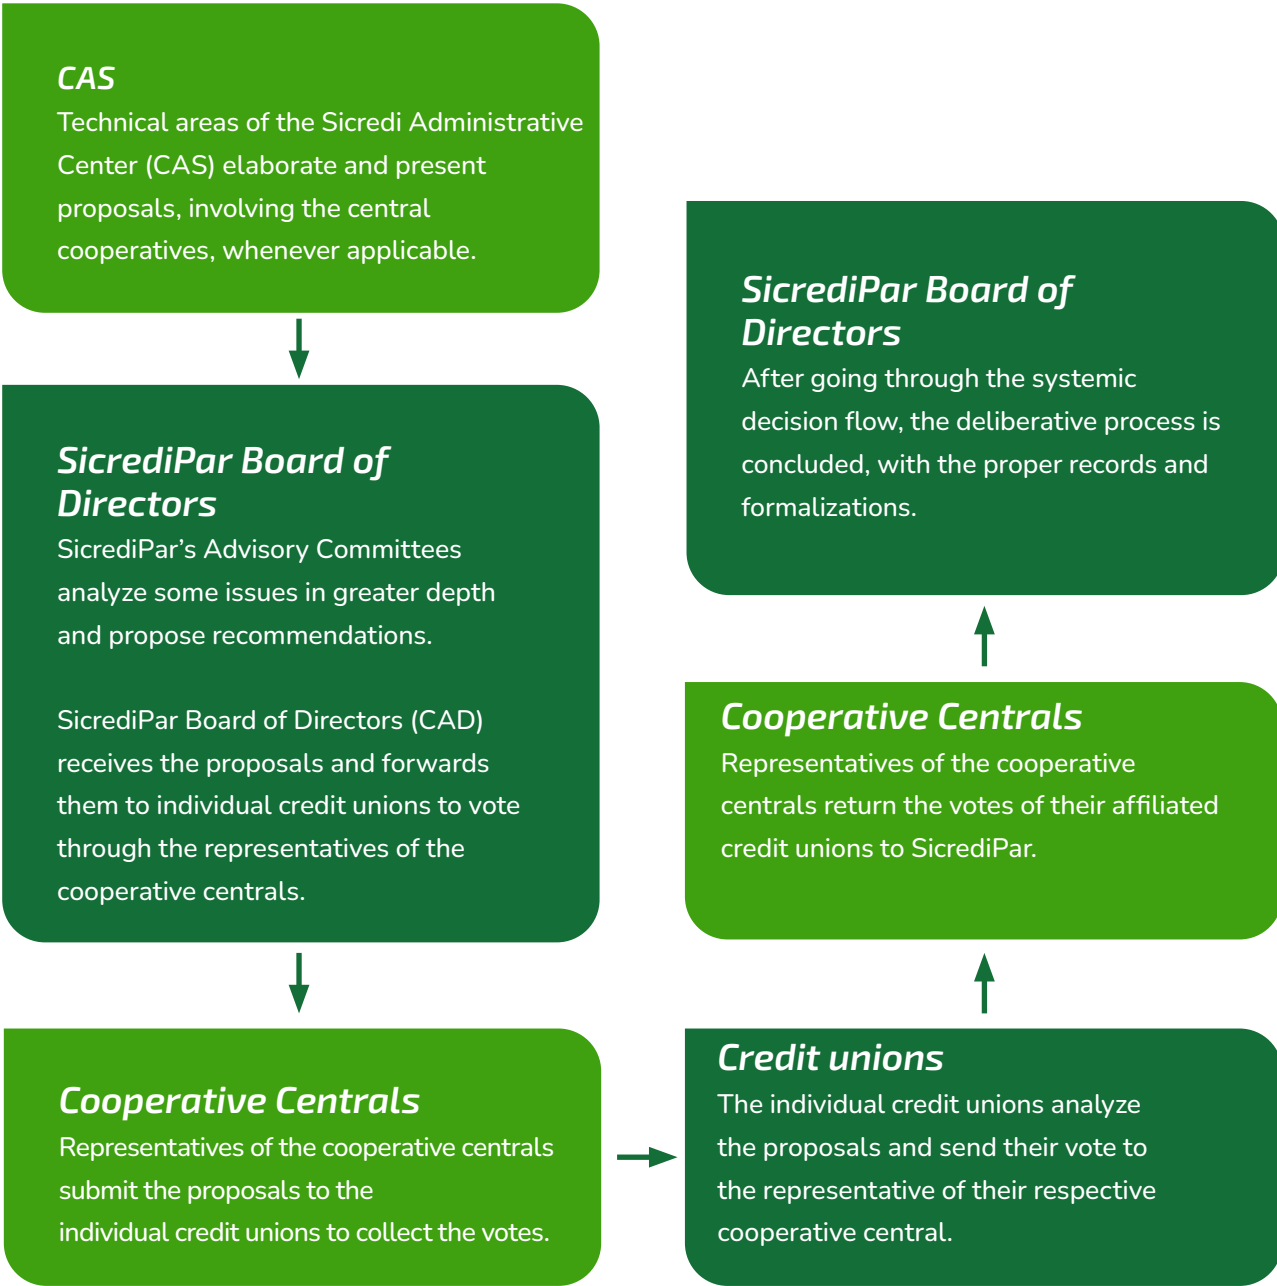 CAS
Technical areas of the Sicredi Administrative
Center (CAS) elaborate and present
proposals, involving the central
cooperatives, whenever applicable.
SicrediPar Board of
Directors
SicrediPar’s Advisory Committees
analyze some issues in greater depth
and propose recommendations.
SicrediPar Board of Directors (CAD)
receives the proposals and forwards
them to individual credit unions to vote
through the representatives of the
cooperative centrals.
Cooperative Centrals
Representatives of the cooperative centrals
submit the proposals to the
individual credit unions to collect the votes.
Credit unions
The individual credit unions analyze
the proposals and send their vote to
the representative of their respective
cooperative central.
Cooperative Centrals
Representatives of the cooperative
centrals return the votes of their affiliated
credit unions to SicrediPar.
SicrediPar Board of
Directors
After going through the systemic
decision flow, the deliberative process is
concluded, with the proper records and
formalizations.